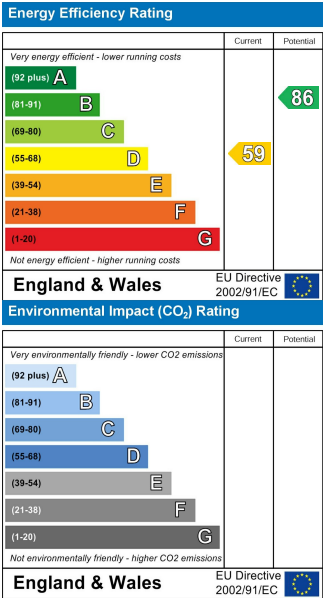 Energy Efficiency Rating
Current Potential
Very energy efficient - lower running costs
(92 plus) A
(81-91) B
(69-80) C
(55-68) D
(39-54) E
(21-38) F
(1-20) G
59
86
Not energy efficient - higher running costs
England & Wales
EU Directive
2002/91/EC
Environmental Impact (CO₂) Rating
Current Potential
Very environmentally friendly - lower CO2 emissions
(92 plus) A
(81-91) B
(69-80) C
(55-68) D
(39-54) E
(21-38) F
(1-20) G
Not environmentally friendly - higher CO2 emissions
England & Wales
EU Directive
2002/91/EC